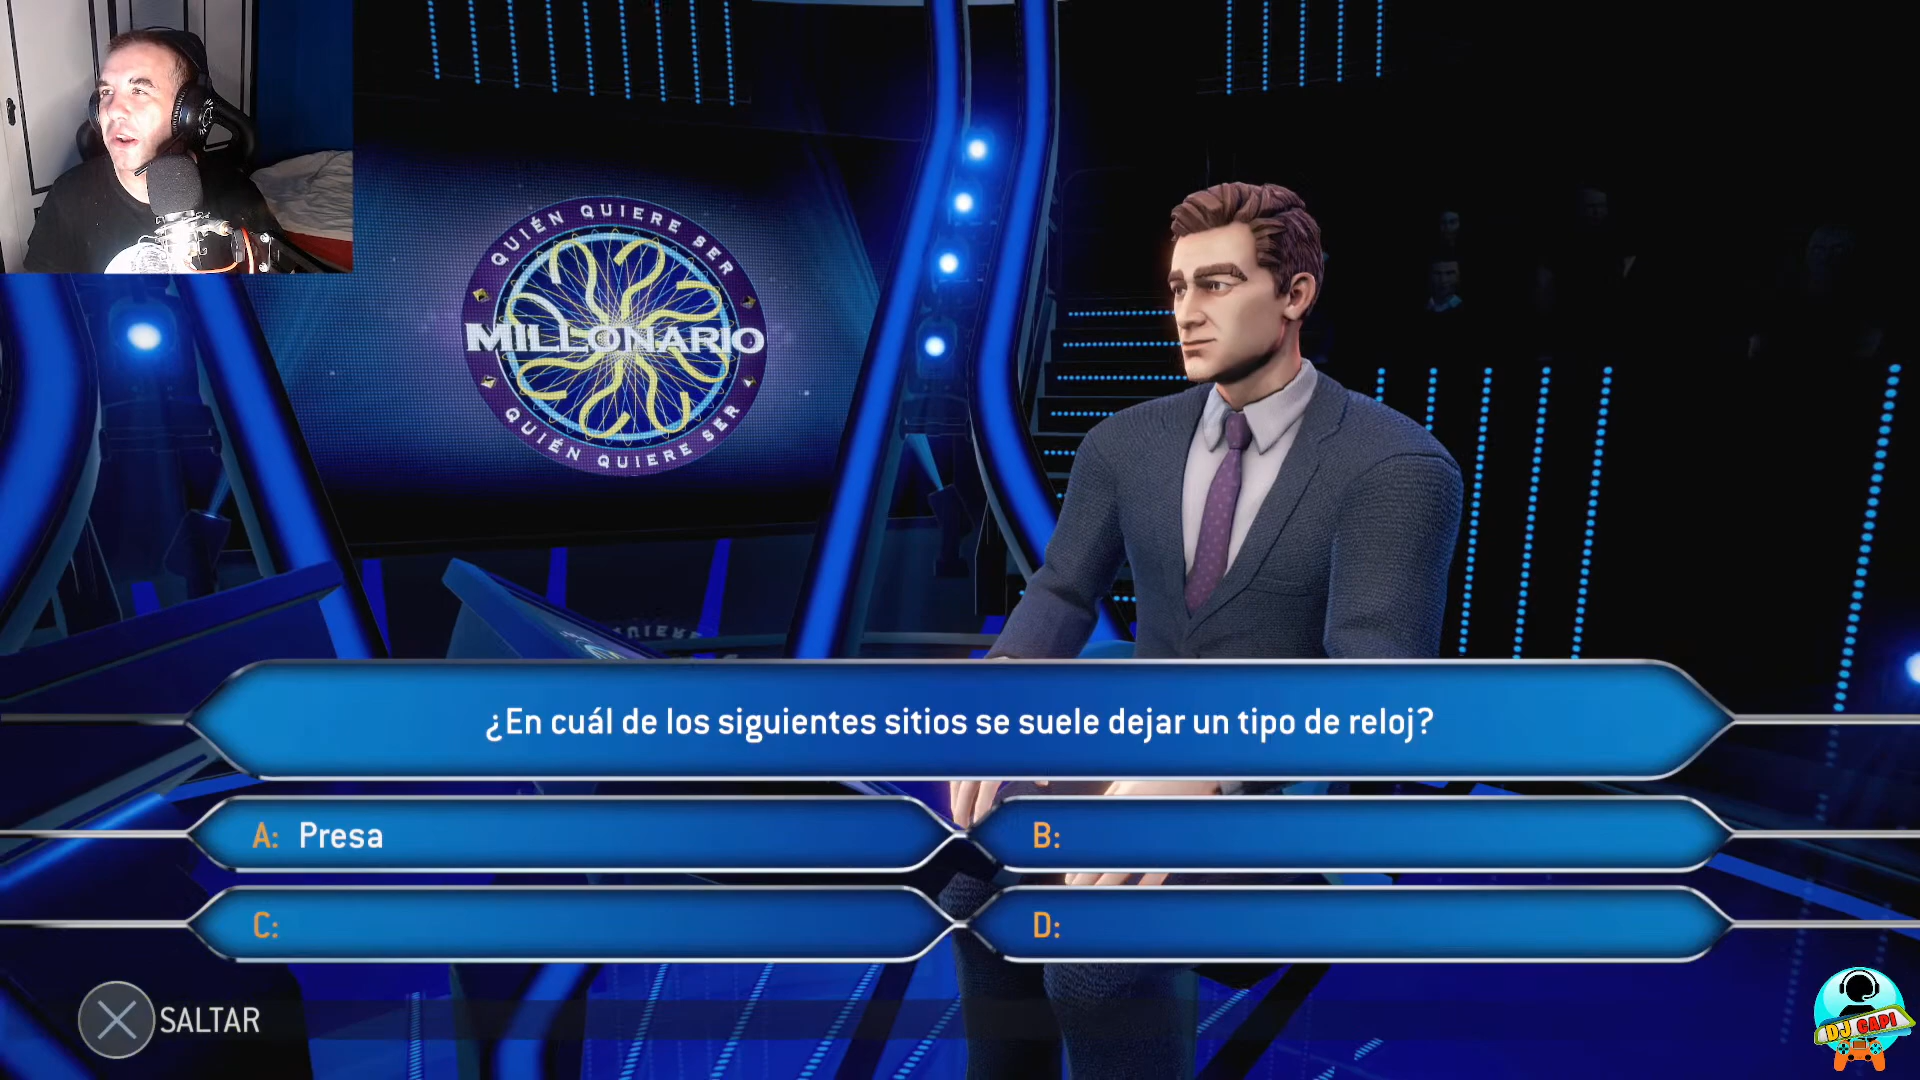 QUIÉN QUIERE SER
MILLONARIO
QUIÉN QUIERE SER
QUIERE
¿En cuál de los siguientes sitios se suele dejar un tipo de reloj?
A: Presa
B:
C:
D:
SALTAR
DJ CAPI